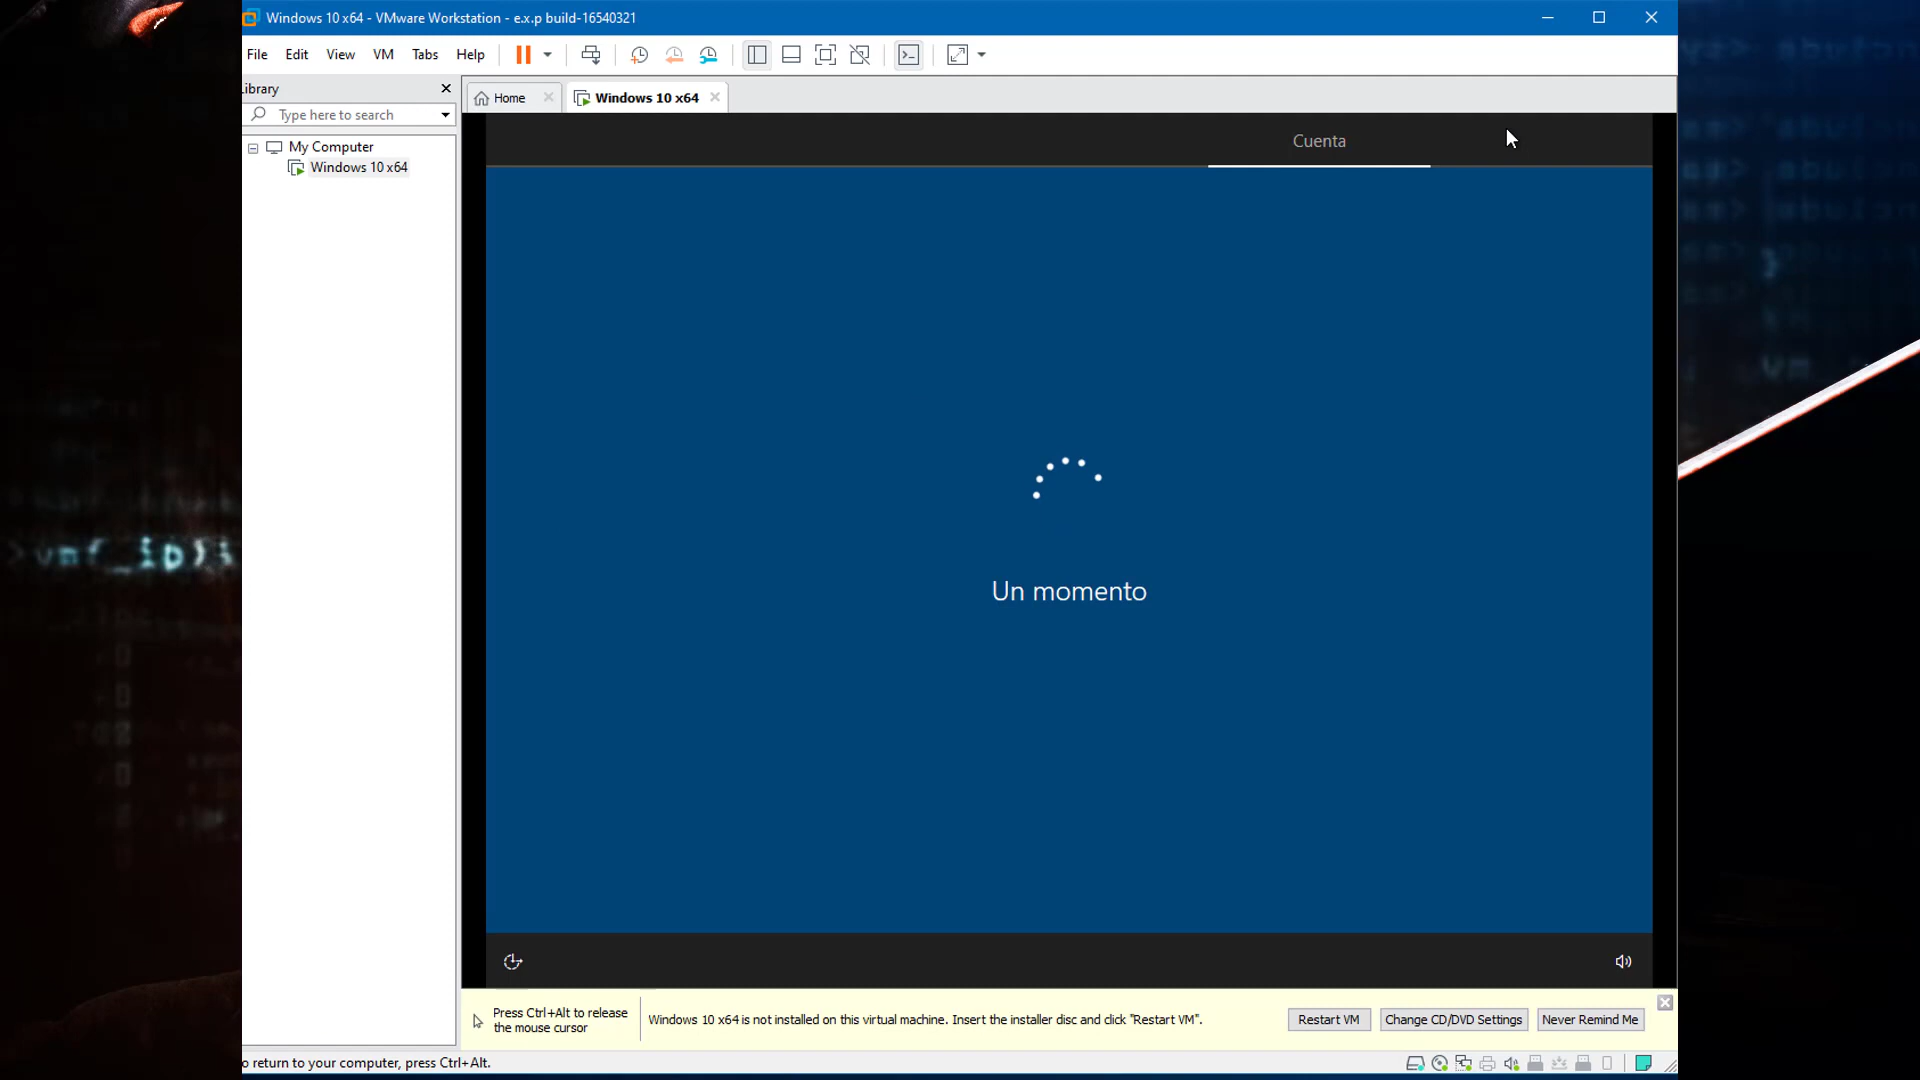 Windows 10 x64 - VMware Workstation - e.x.p build-16540321
File Edit View VM Tabs Help
Library
Home
Windows 10 x64
Type here to search
My Computer
Windows 10 x64
Cuenta
Un momento
Press Ctrl+Alt to release
the mouse cursor
Windows 10 x64 is not installed on this virtual machine. Insert the installer disc and click "Restart VM".
Restart VM
Change CD/DVD Settings
Never Remind Me
o return to your computer, press Ctrl+Alt.